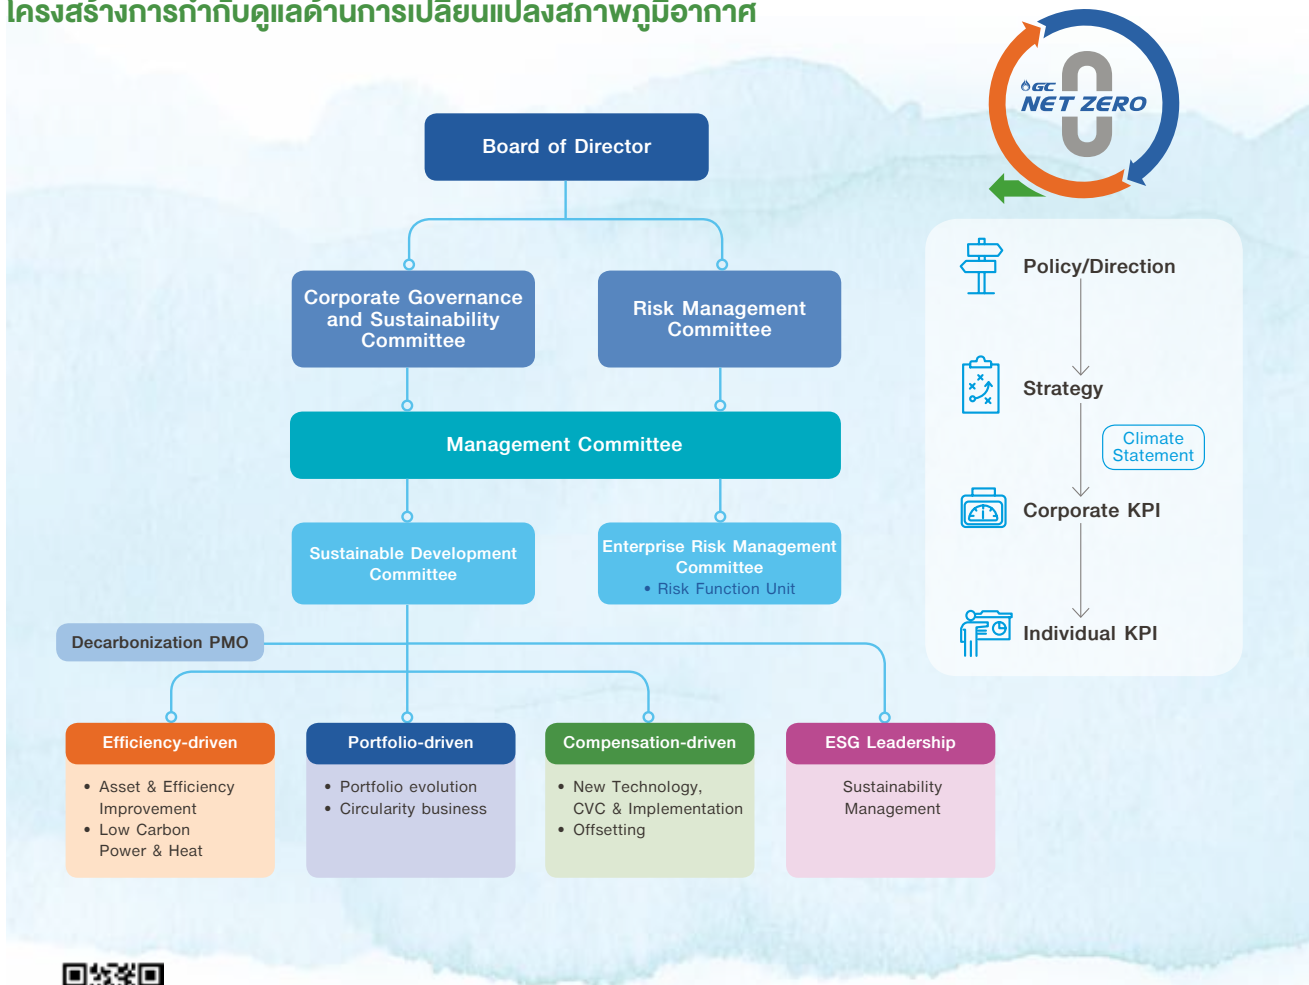 โครงสร้างการกำกับดูแลด้านการเปลี่ยนแปลงสภาพภูมิอากาศ
GC
NET ZERO
Board of Director
Corporate Governance
and Sustainability
Committee
Risk Management
Committee
Management Committee
Sustainable Development
Committee
Enterprise Risk Management
Committee
• Risk Function Unit
Decarbonization PMO
Efficiency-driven
• Asset & Efficiency
Improvement
• Low Carbon
Power & Heat
Portfolio-driven
• Portfolio evolution
• Circularity business
Compensation-driven
• New Technology,
CVC & Implementation
• Offsetting
ESG Leadership
Sustainability
Management
Policy/Direction
Strategy
Climate
Statement
Corporate KPI
Individual KPI